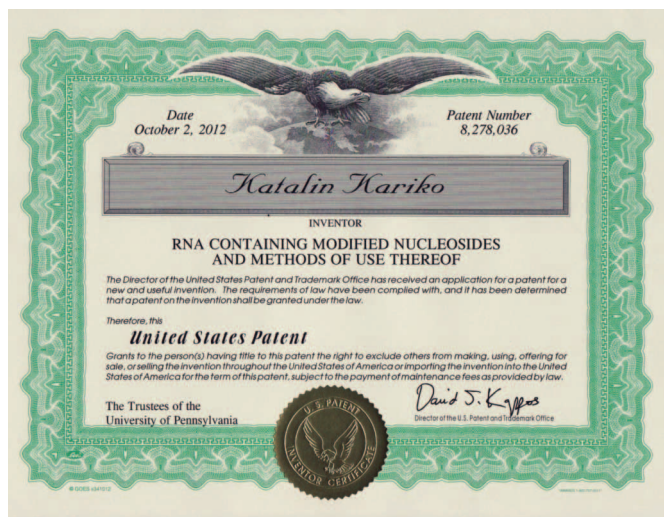 Date
October 2, 2012
Patent Number
8,278,036
Katalin Kariko
INVENTOR
RNA CONTAINING MODIFIED NUCLEOSIDES
AND METHODS OF USE THEREOF
The Director of the United States Patent and Trademark Office has received an application for a patent for a
new and useful invention. The requirements of law have been complied with, and it has been determined
that a patent on the invention shall be granted under the law.
Therefore, this
United States Patent
Grants to the person(s) having title to this patent the right to exclude others from making, using, offering for
sale, or selling the invention throughout the United States of America or importing the invention into the United
States of America for the term of this patent, subject to the payment of maintenance fees as provided by law.
The Trustees of the
University of Pennsylvania
David J. Kappos
Director of the U.S. Patent and Trademark Office
U.S. PATENT
INVENTOR CERTIFICATE
© GOES